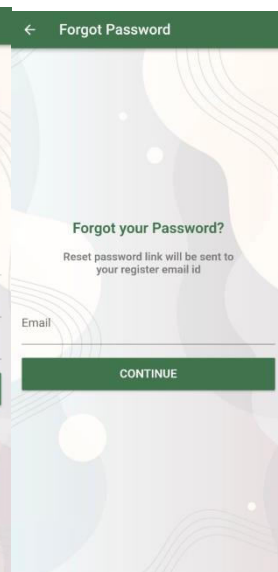 Forgot Password
Forgot your Password?
Reset password link will be sent to
your register email id
Email
CONTINUE